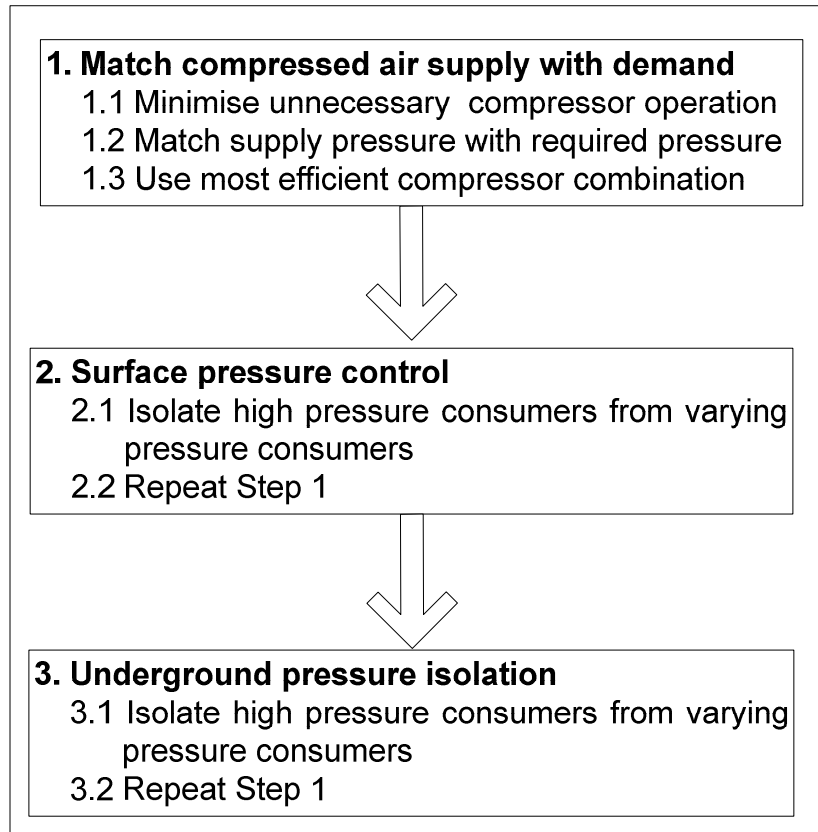 1. Match compressed air supply with demand
1.1 Minimise unnecessary compressor operation
1.2 Match supply pressure with required pressure
1.3 Use most efficient compressor combination
2. Surface pressure control
2.1 Isolate high pressure consumers from varying
pressure consumers
2.2 Repeat Step 1
3. Underground pressure isolation
3.1 Isolate high pressure consumers from varying
pressure consumers
3.2 Repeat Step 1